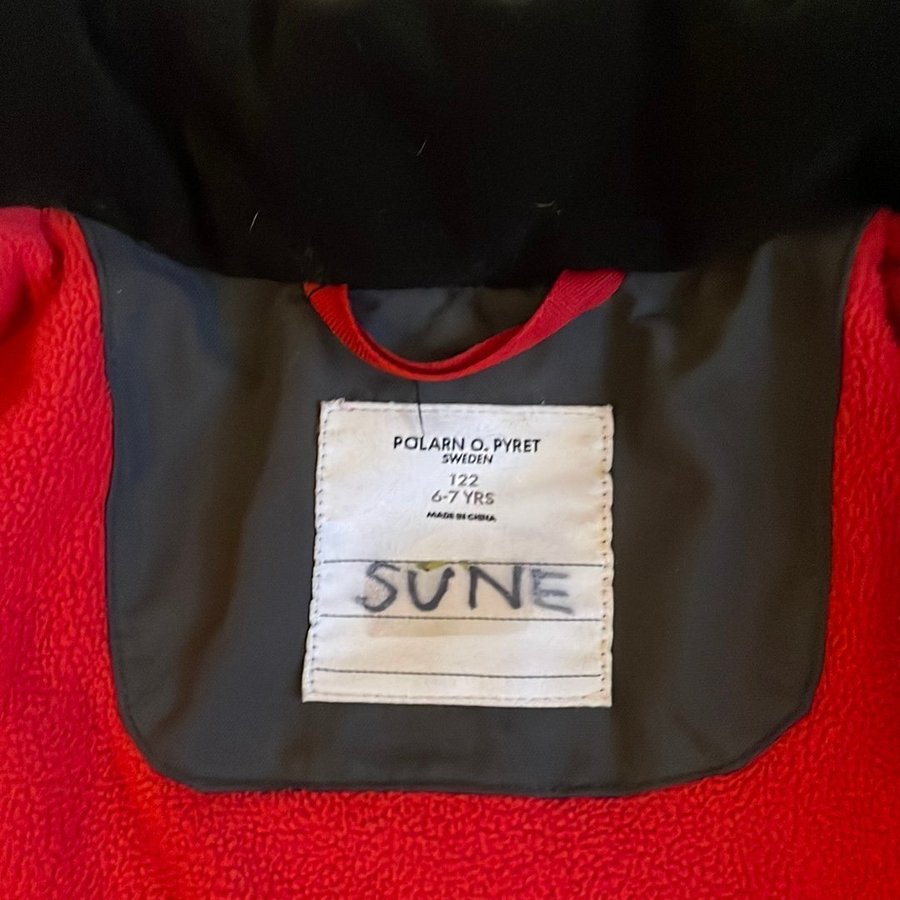 POLARN O. PYRET
SWEDEN
122
6-7 YRS
MADE IN CHINA
SUNE